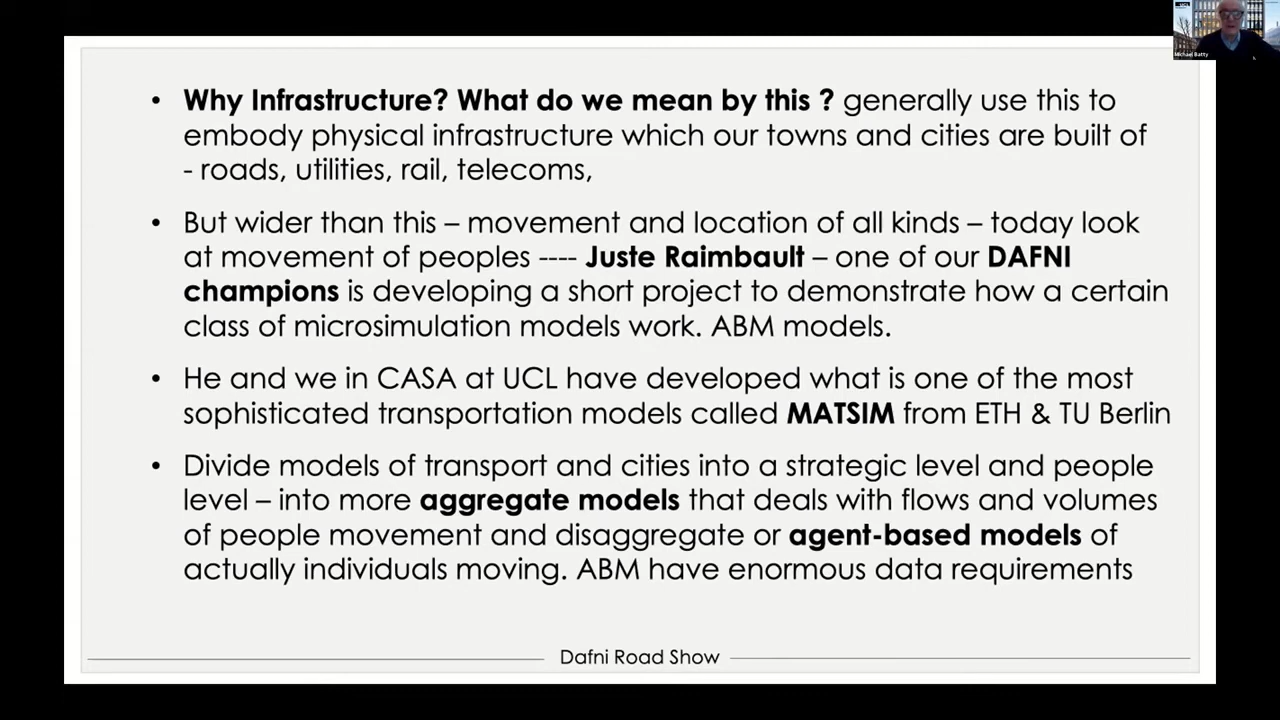 UCL
Michael Batty
• Why Infrastructure? What do we mean by this ? generally use this to
embody physical infrastructure which our towns and cities are built of
- roads, utilities, rail, telecoms,
• But wider than this – movement and location of all kinds – today look
at movement of peoples ---- Juste Raimbault – one of our DAFNI
champions is developing a short project to demonstrate how a certain
class of microsimulation models work. ABM models.
• He and we in CASA at UCL have developed what is one of the most
sophisticated transportation models called MATSIM from ETH & TU Berlin
• Divide models of transport and cities into a strategic level and people
level – into more aggregate models that deals with flows and volumes
of people movement and disaggregate or agent-based models of
actually individuals moving. ABM have enormous data requirements
Dafni Road Show